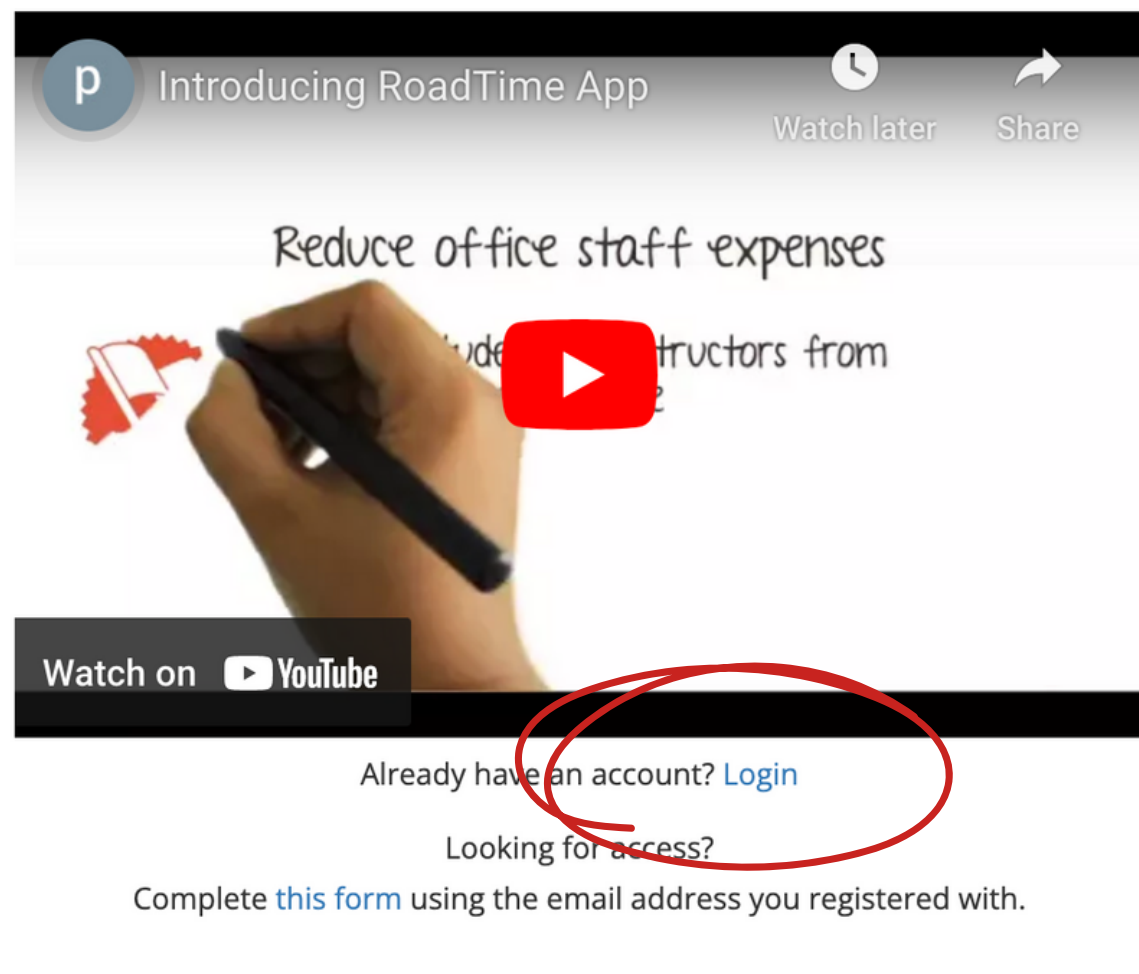 p
Introducing RoadTime App
Watch later
Share
Reduce office staff expenses
from
Watch on YouTube
Already have an account? Login
Looking for access?
Complete this form using the email address you registered with.